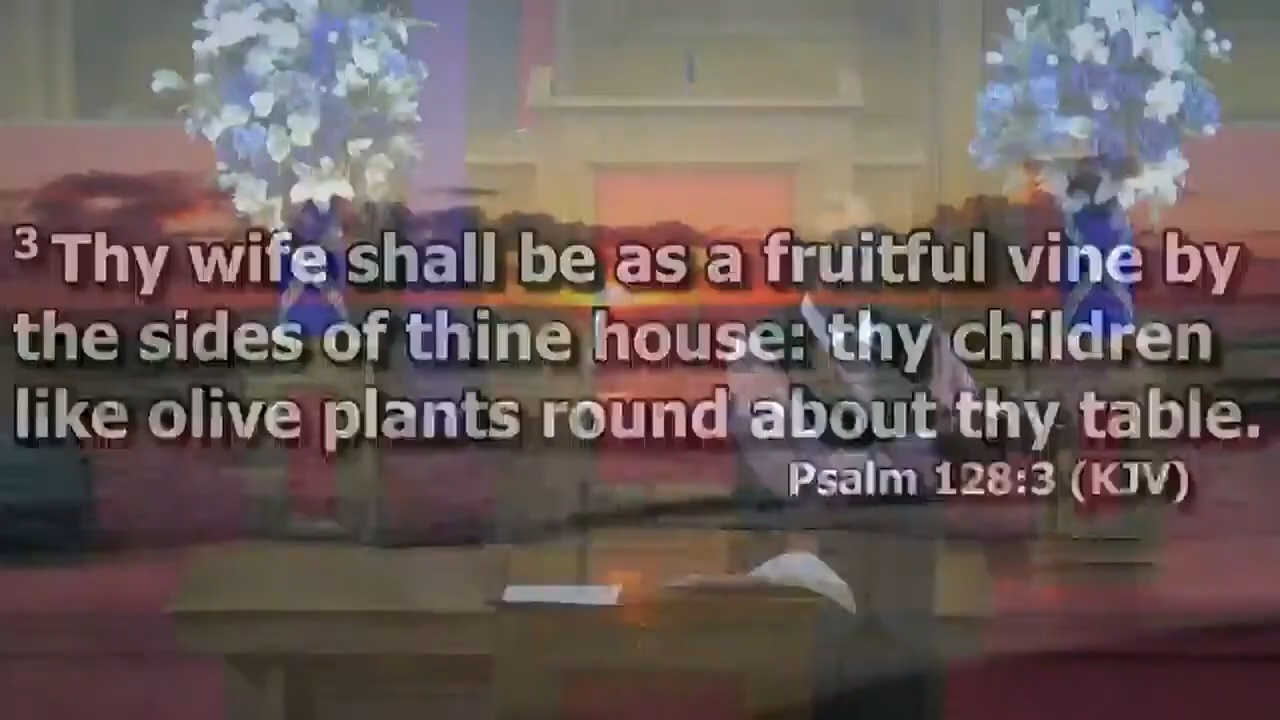 3 Thy wife shall be as a fruitful vine by
the sides of thine house: thy children
like olive plants round about thy table.
Psalm 128:3 (KJV)